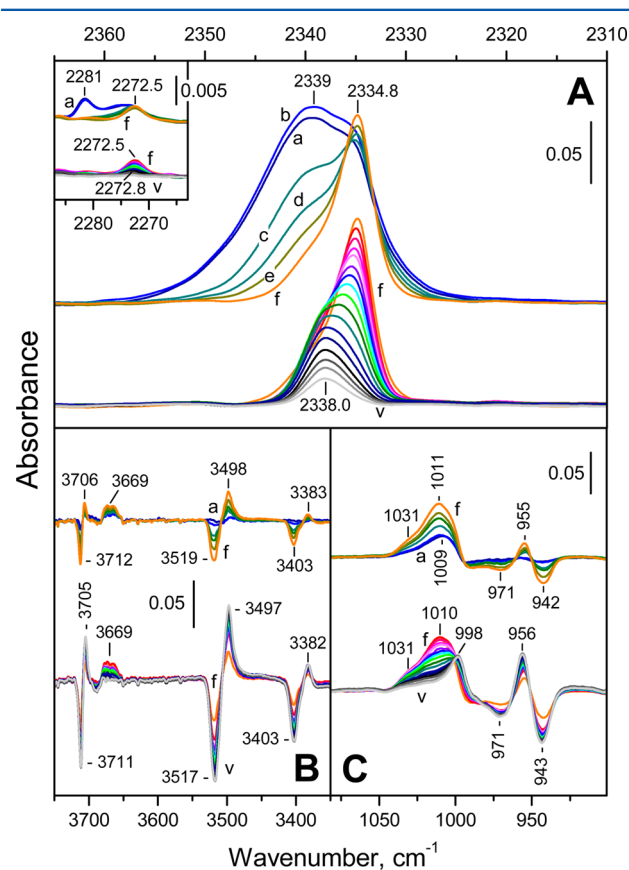 2360 2350 2340 2330 2320 2310
2281 2272.5 0.005
a
f
2272.5 f
2272.8 v
2280 2270
2339 2334.8 A
b
a
0.05
c d
e
f f
2338.0 v
Absorbance
3706 3669 3498 3383
a
3712 3519 f 3403
3705 0.05 3497
3669 3382
f
3711 3517 v 3403 B
1011 0.05
1031 f 955
a 1009 971 942
1010 998 956
1031 f
v
971 943
C
3700 3600 3500 3400 1050 1000 950
Wavenumber, cm-1